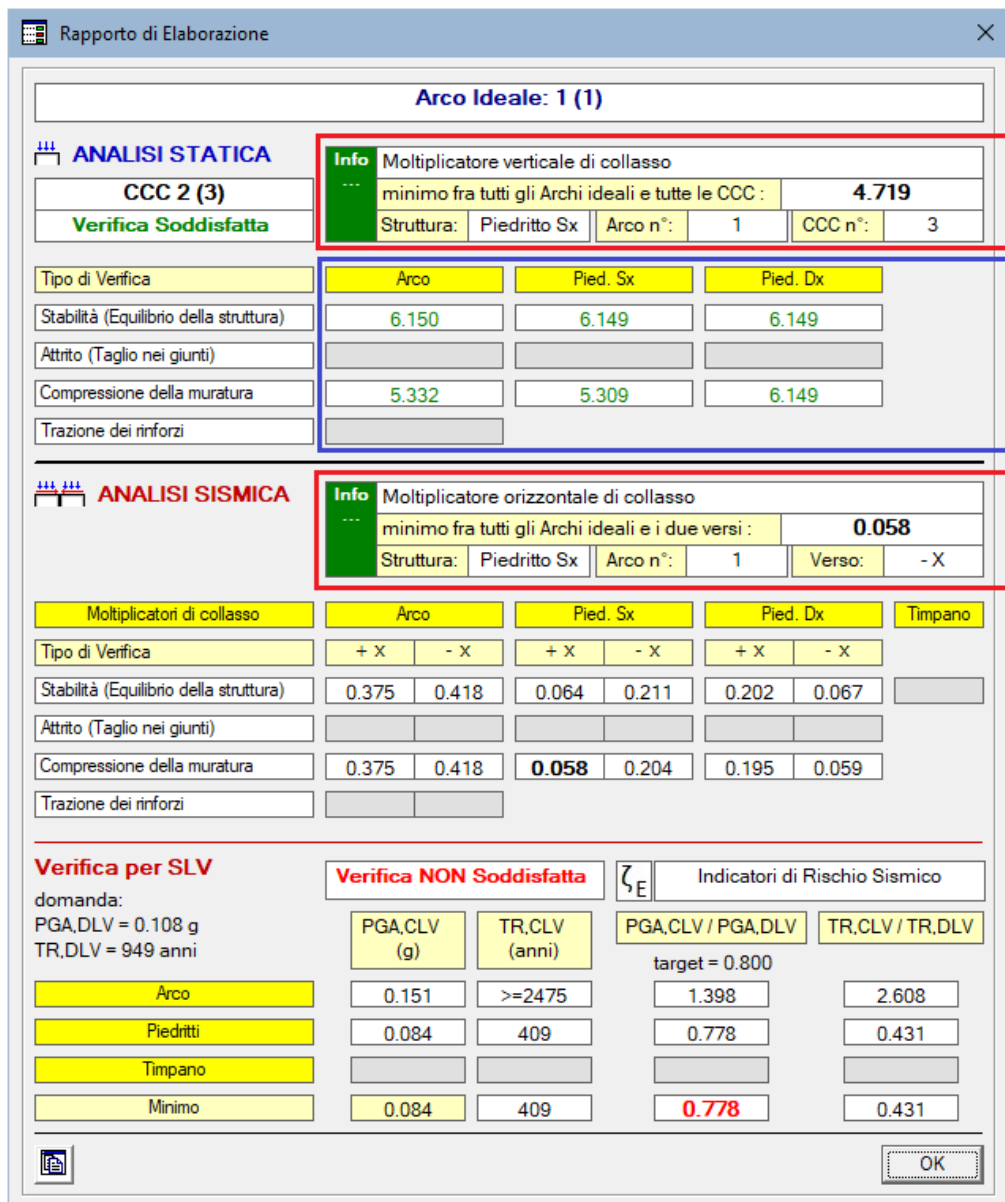 Rapporto di Elaborazione
Arco Ideale: 1 (1)
ANALISI STATICA
CCC 2 (3)
Verifica Soddisfatta
Info Moltiplicatore verticale di collasso
--- minimo fra tutti gli Archi ideali e tutte le CCC : 4.719
Struttura: Piedritto Sx Arco n°: 1 CCC n°: 3
Tipo di Verifica Arco Pied. Sx Pied. Dx
Stabilità (Equilibrio della struttura) 6.150 6.149 6.149
Attrito (Taglio nei giunti)
Compressione della muratura 5.332 5.309 6.149
Trazione dei rinforzi
ANALISI SISMICA
Info Moltiplicatore orizzontale di collasso
--- minimo fra tutti gli Archi ideali e i due versi : 0.058
Struttura: Piedritto Sx Arco n°: 1 Verso: - X
Moltiplicatori di collasso Arco Pied. Sx Pied. Dx Timpano
Tipo di Verifica + X - X + X - X + X - X
Stabilità (Equilibrio della struttura) 0.375 0.418 0.064 0.211 0.202 0.067
Attrito (Taglio nei giunti)
Compressione della muratura 0.375 0.418 0.058 0.204 0.195 0.059
Trazione dei rinforzi
Verifica per SLV
domanda:
PGA,DLV = 0.108 g
TR,DLV = 949 anni
Verifica NON Soddisfatta ζE Indicatori di Rischio Sismico
PGA,CLV (g) TR,CLV (anni) PGA,CLV / PGA,DLV TR,CLV / TR,DLV
target = 0.800
Arco 0.151 >=2475 1.398 2.608
Piedritti 0.084 409 0.778 0.431
Timpano
Minimo 0.084 409 0.778 0.431
OK